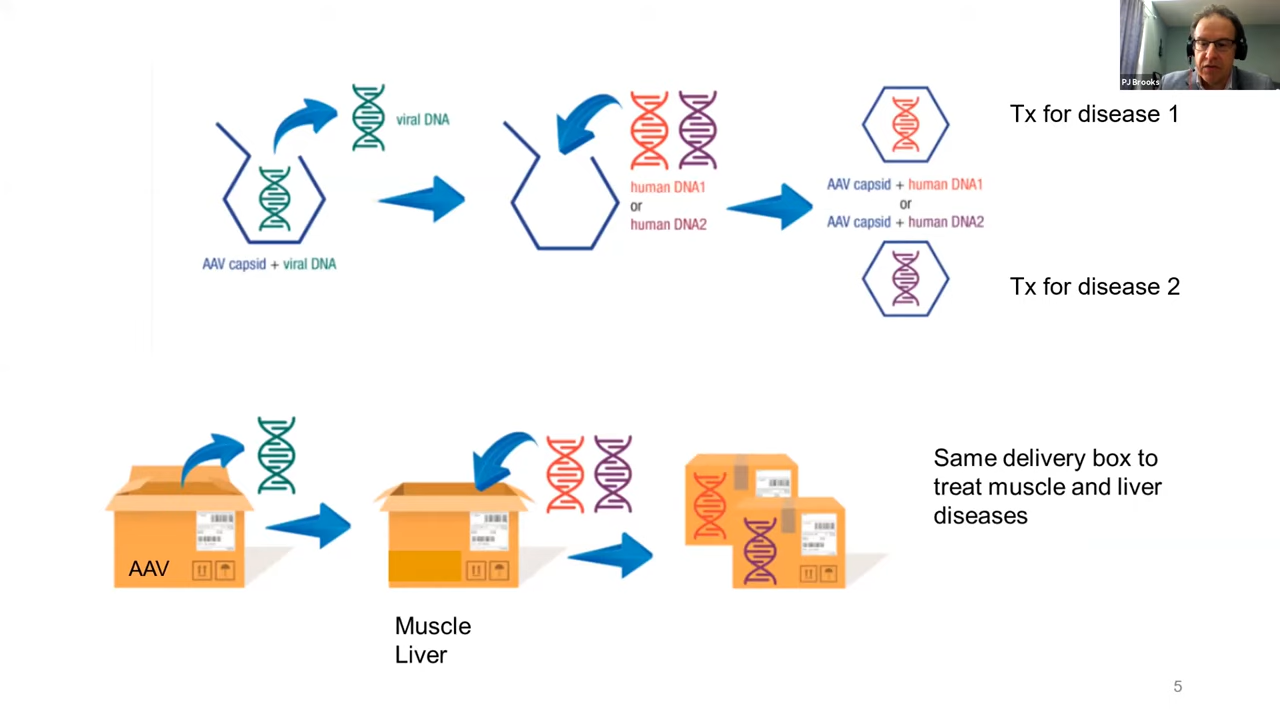 PJ Brooks
viral DNA
AAV capsid + viral DNA
human DNA1
or
human DNA2
AAV capsid + human DNA1
or
AAV capsid + human DNA2
Tx for disease 1
Tx for disease 2
AAV
Muscle
Liver
Same delivery box to
treat muscle and liver
diseases
5